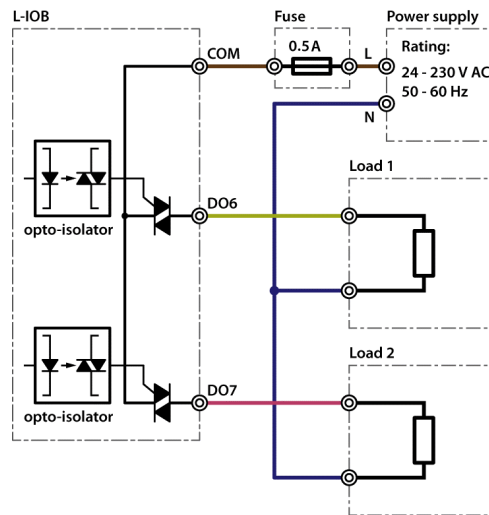 L-IOB
Fuse
Power supply
COM
0.5 A
L
Rating:
24 - 230 V AC
50 - 60 Hz
N
Load 1
opto-isolator
DO6
Load 2
opto-isolator
DO7